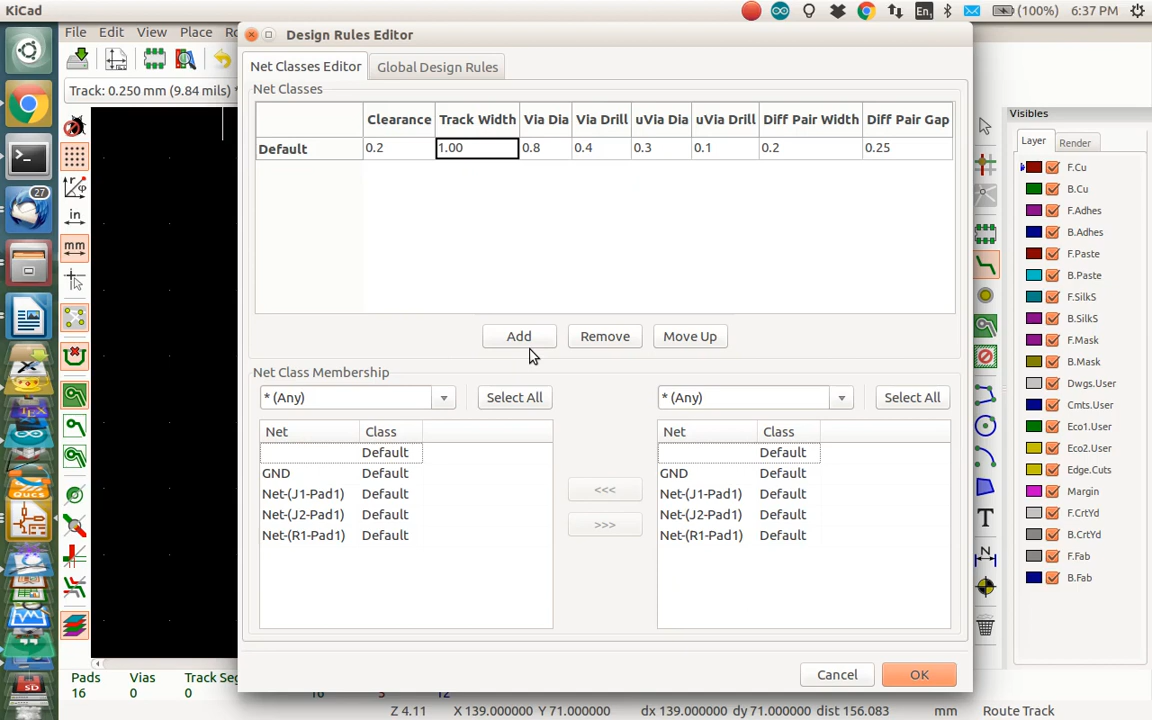 KiCad
En1
(100%)
6:37 PM
File Edit View Place Ro
Design Rules Editor
Net Classes Editor
Global Design Rules
Track: 0.250 mm (9.84 mils) *
Net Classes
Clearance Track Width Via Dia Via Drill uVia Dia uVia Drill Diff Pair Width Diff Pair Gap
Default 0.2 1.00 0.8 0.4 0.3 0.1 0.2 0.25
Add Remove Move Up
Net Class Membership
* (Any) Select All * (Any) Select All
Net Class Net Class
Default Default
GND Default GND Default
Net-(J1-Pad1) Default Net-(J1-Pad1) Default
Net-(J2-Pad1) Default Net-(J2-Pad1) Default
Net-(R1-Pad1) Default Net-(R1-Pad1) Default
<<<
>>>
Cancel OK
Visibles
Layer Render
F.Cu
B.Cu
F.Adhes
B.Adhes
F.Paste
B.Paste
F.SilkS
B.SilkS
F.Mask
B.Mask
Dwgs.User
Cmts.User
Eco1.User
Eco2.User
Edge.Cuts
Margin
F.CrtYd
B.CrtYd
F.Fab
B.Fab
27
in
mm
T
N
TEX
QUCS
SD
Pads Vias Track Seg
16 0
Z 4.11 X 139.000000 Y 71.000000 dx 139.000000 dy 71.000000 dist 156.083 mm Route Track